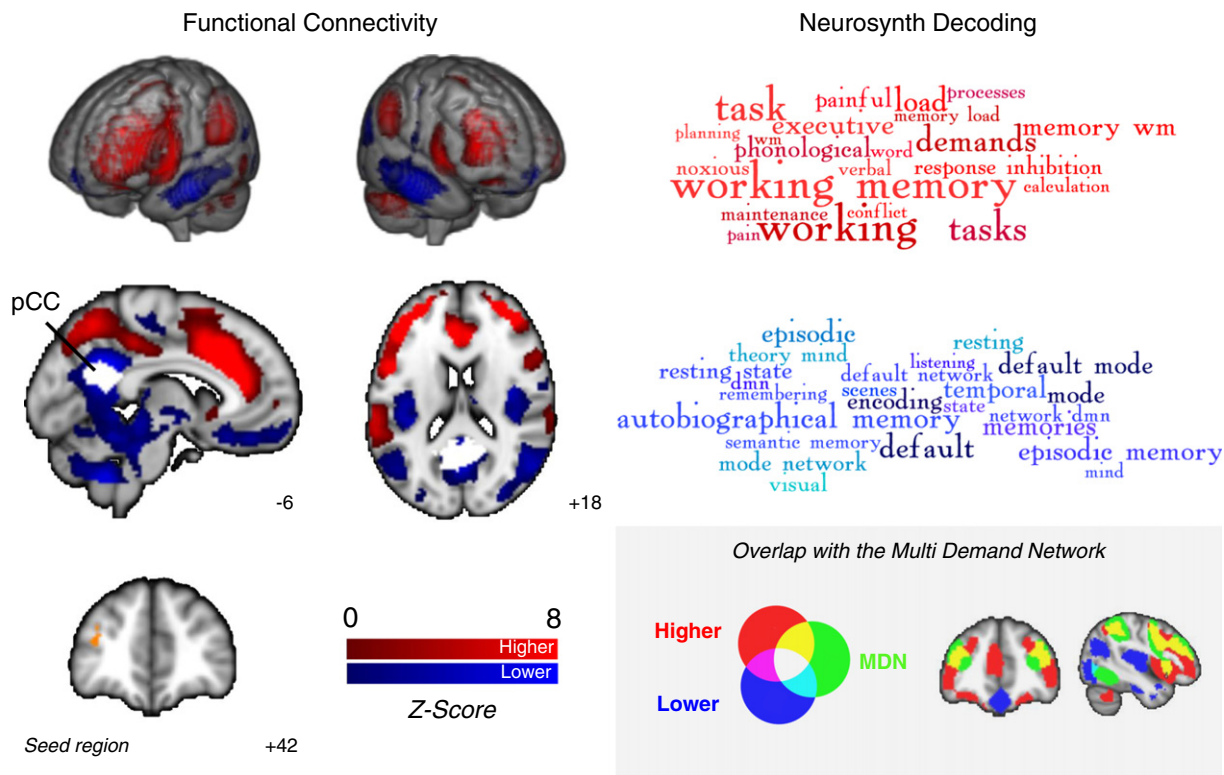 Functional Connectivity
Neurosynth Decoding
task
painful
load
processes
memory load
planning
wm
executive
demands
memory wm
phonological
word
noxious
verbal
response inhibition
working memory
calculation
maintenance
conflict
pain
working
tasks
pCC
-6
+18
episodic
resting
theory mind
listening
default mode
resting state
dmn
default network
remembering
scenes
temporal
mode
encoding
state
autobiographical memory
network dmn
memories
semantic memory
default
episodic memory
mode network
mind
visual
0
8
Higher
Lower
Z-Score
Seed region
+42
Overlap with the Multi Demand Network
Higher
MDN
Lower